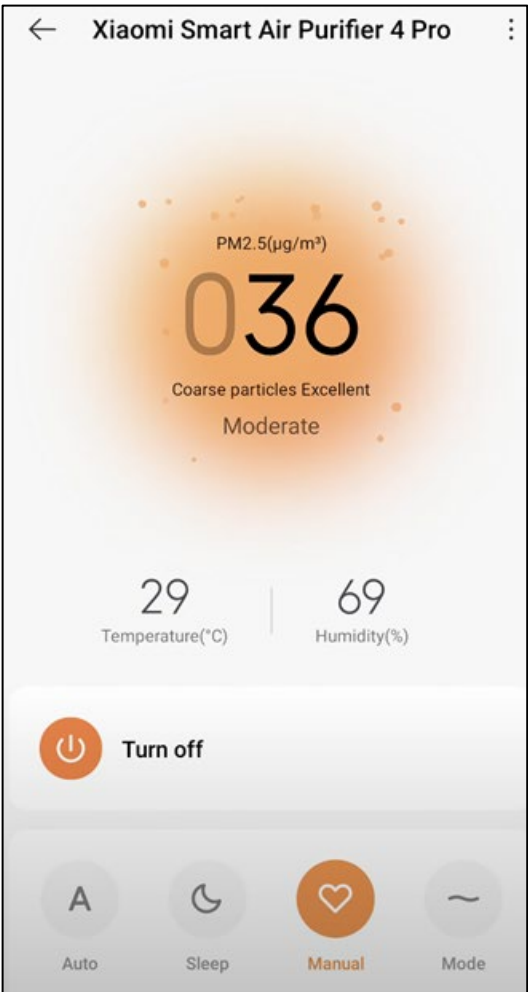 Xiaomi Smart Air Purifier 4 Pro
PM2.5(µg/m³)
036
Coarse particles Excellent
Moderate
29 69
Temperature(°C) Humidity(%)
Turn off
A
Auto Sleep Manual Mode